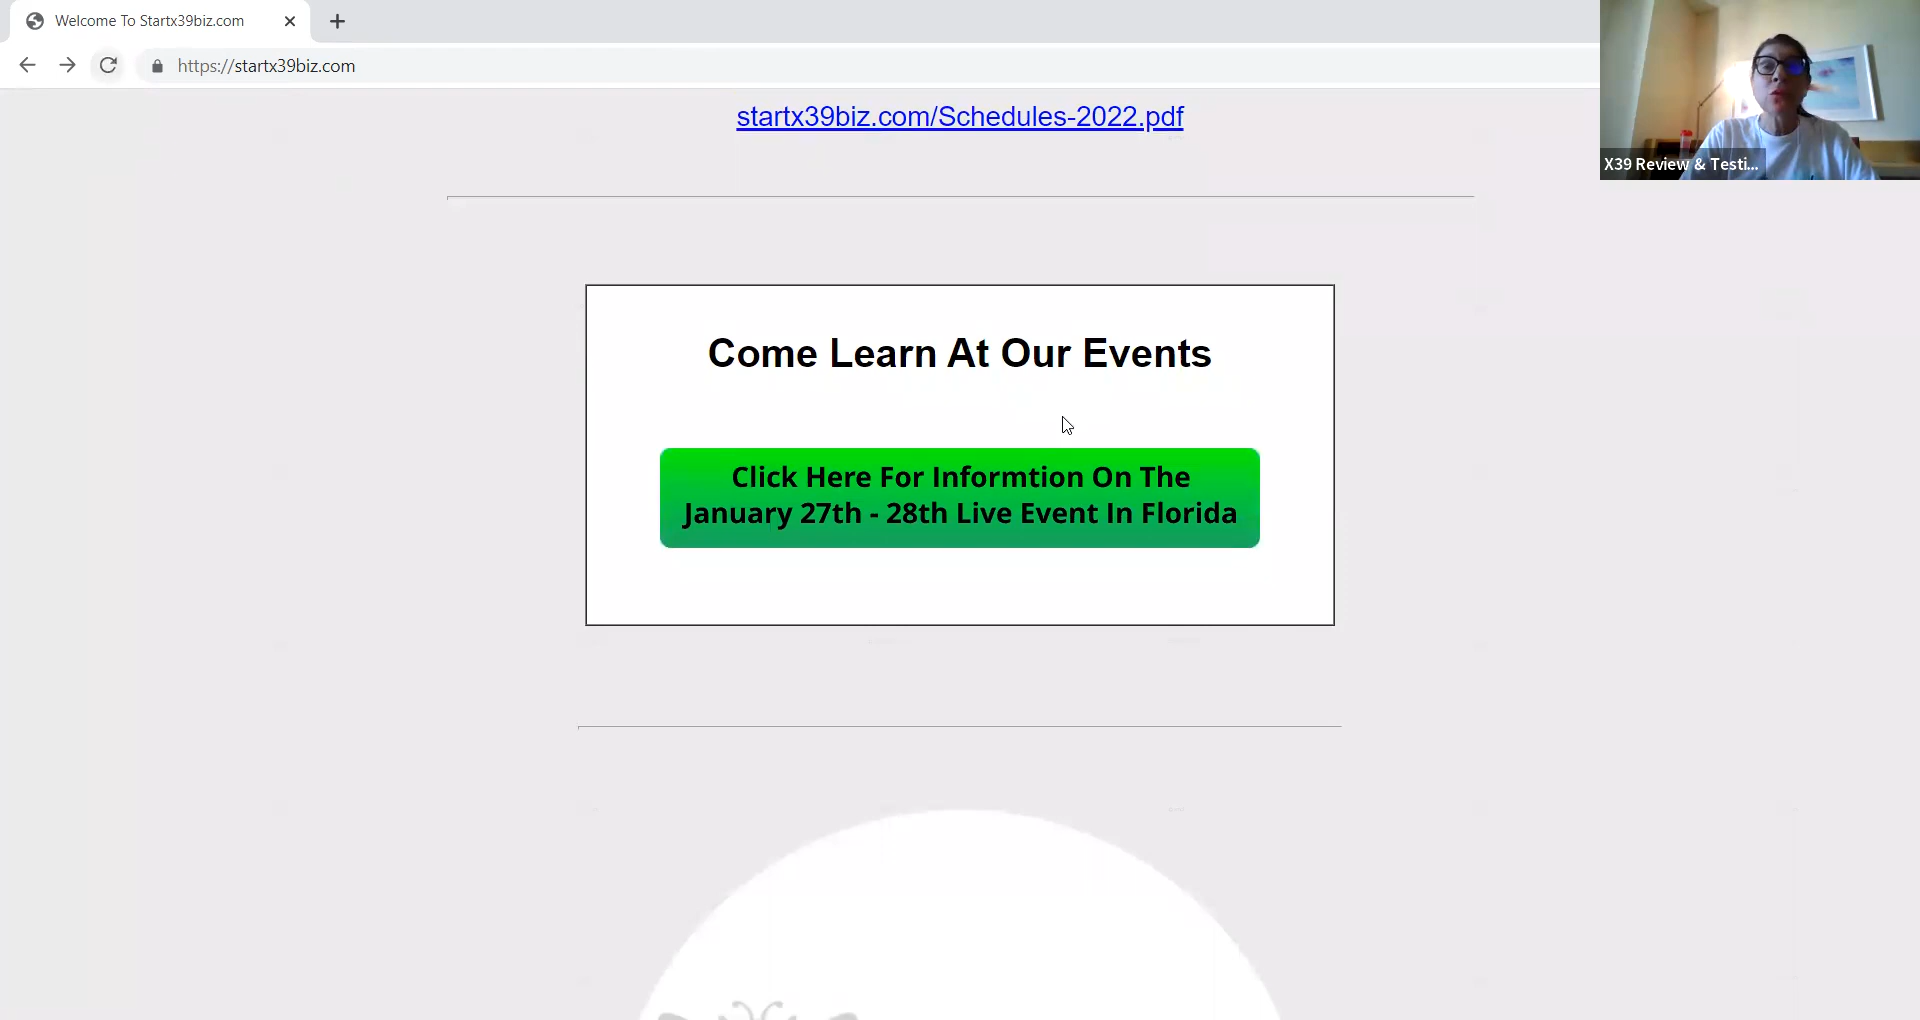 Welcome To Startx39biz.com
https://startx39biz.com
X39 Review & Testi...
startx39biz.com/Schedules-2022.pdf
Come Learn At Our Events
Click Here For Informtion On The
January 27th - 28th Live Event In Florida